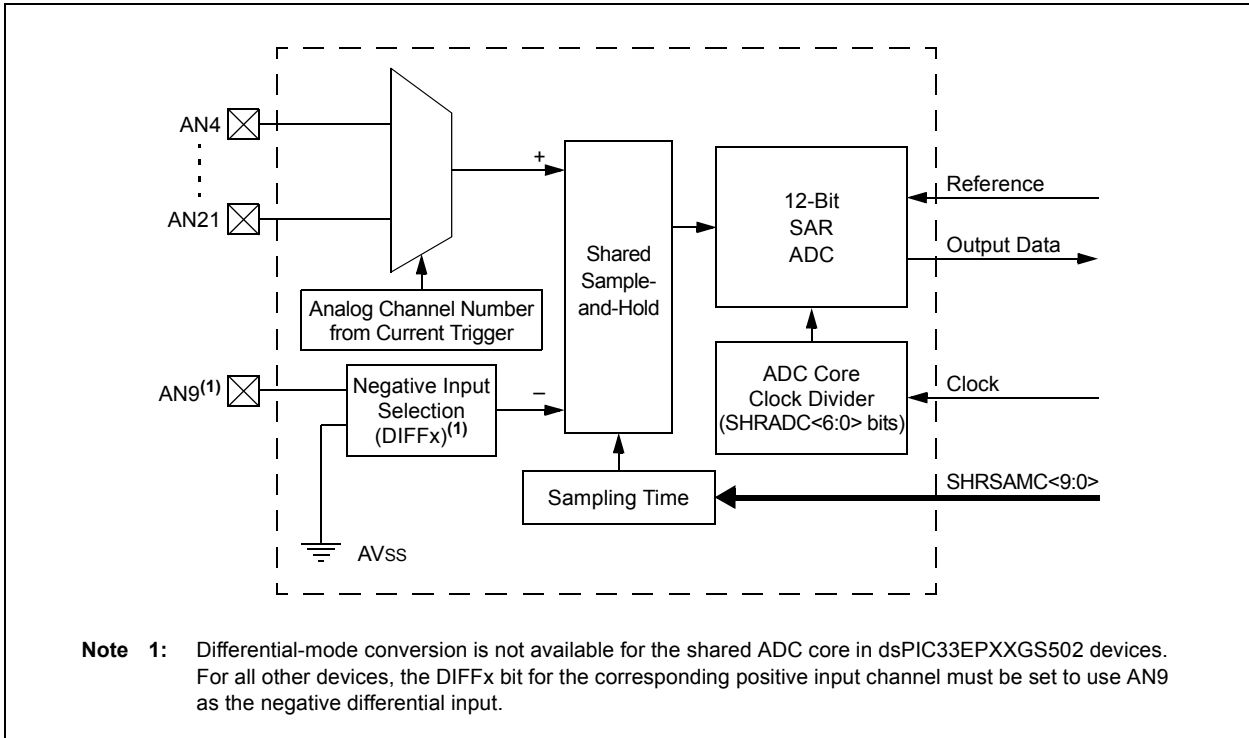 AN4
AN21
+
Analog Channel Number
from Current Trigger
AN9(1)
Negative Input
Selection
(DIFFx)(1)
–
AVSS
Shared
Sample-
and-Hold
Sampling Time
12-Bit
SAR
ADC
ADC Core
Clock Divider
(SHRADC<6:0> bits)
Reference
Output Data
Clock
SHRSAMC<9:0>
Note 1: Differential-mode conversion is not available for the shared ADC core in dsPIC33EPXXGS502 devices.
For all other devices, the DIFFx bit for the corresponding positive input channel must be set to use AN9
as the negative differential input.